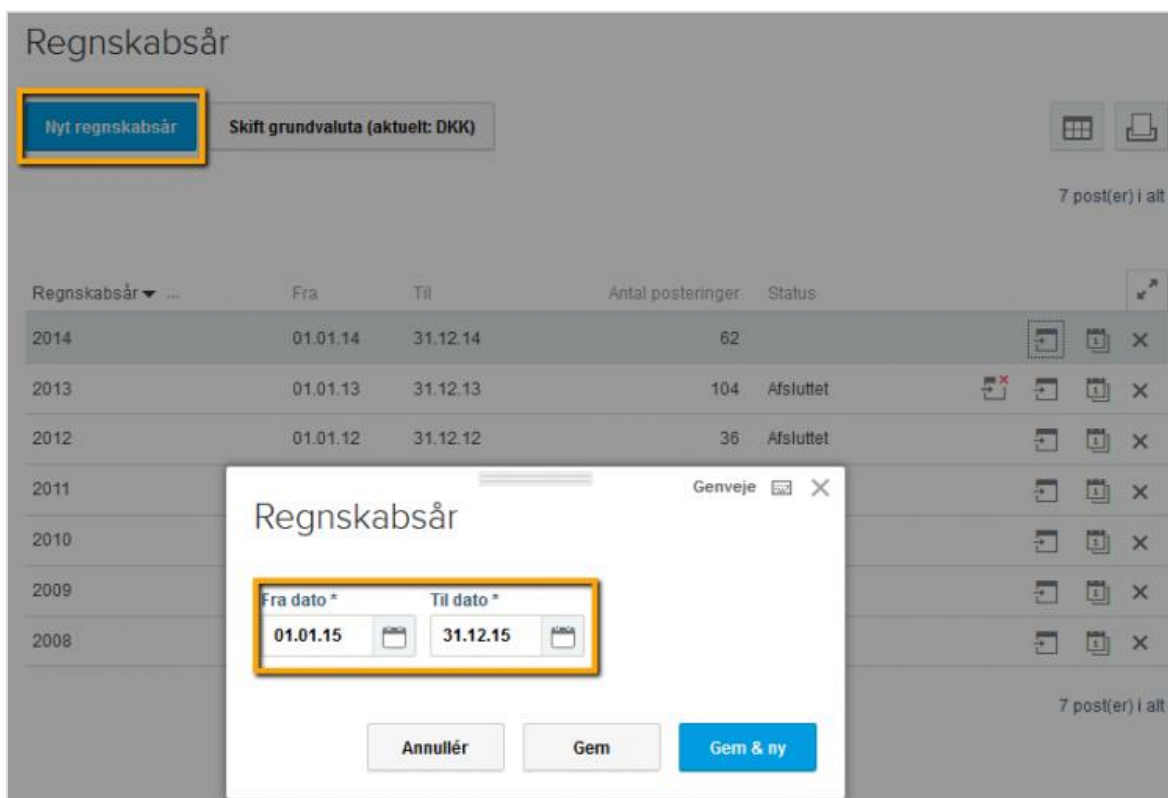 Regnskabsår
Nyt regnskabsår Skift grundvaluta (aktuelt: DKK)
7 post(er) i alt
Regnskabsår ... Fra Til Antal posteringer Status
2014 01.01.14 31.12.14 62
2013 01.01.13 31.12.13 104 Afsluttet
2012 01.01.12 31.12.12 36 Afsluttet
2011
2010
2009
2008
7 post(er) i alt
Genveje
Regnskabsår
Fra dato * Til dato *
01.01.15 31.12.15
Annullér Gem Gem & ny